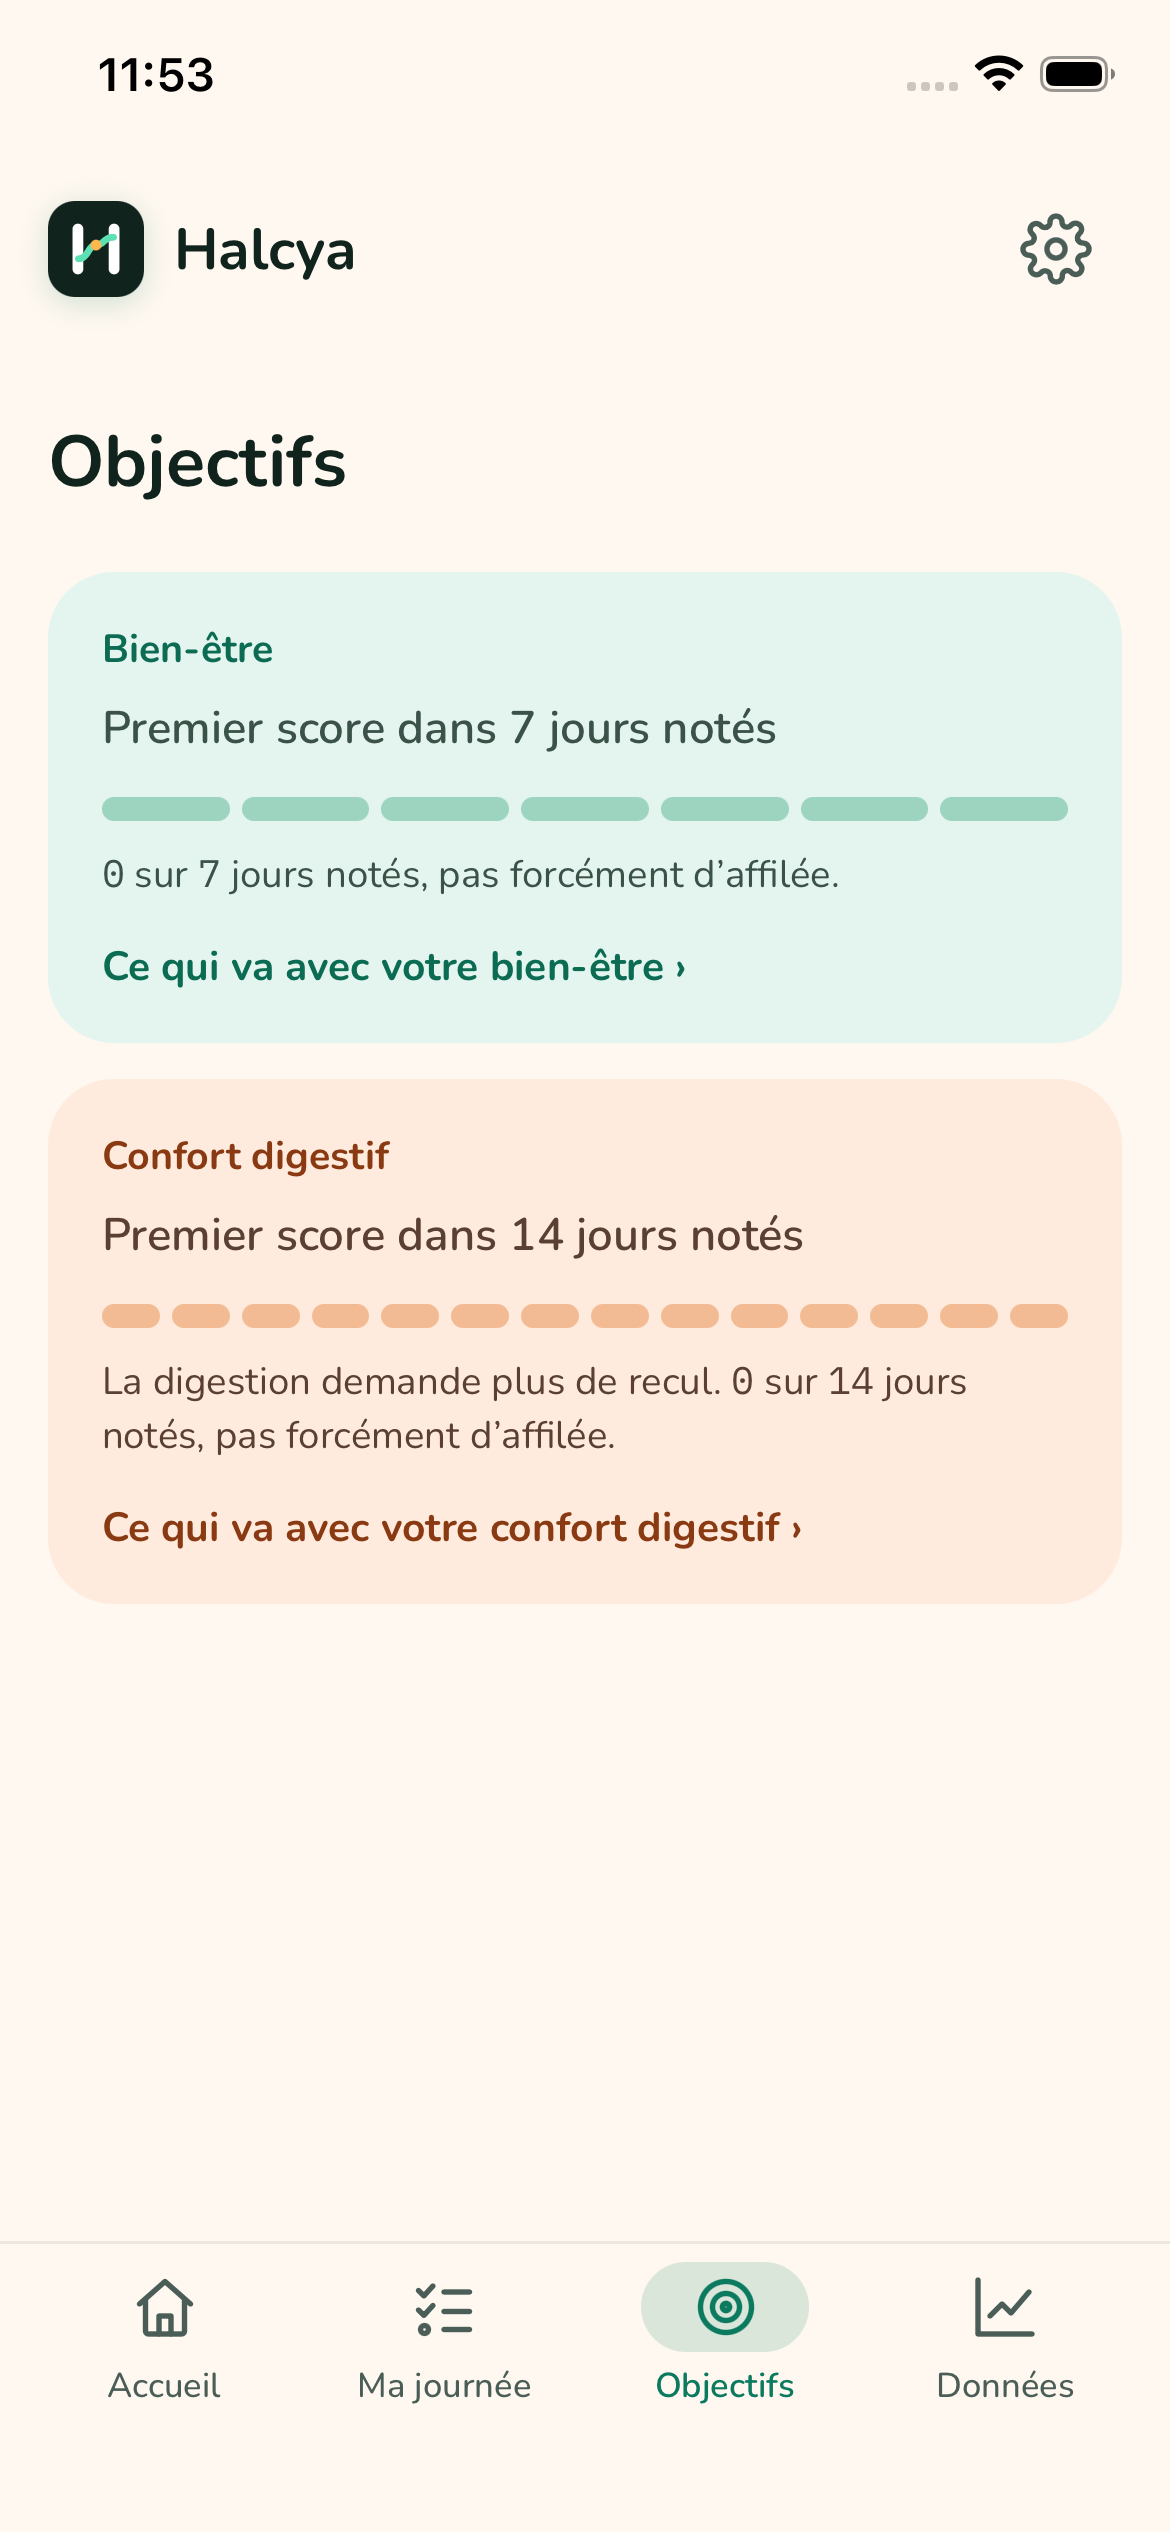 11:53
Halcya
Objectifs
Bien-être
Premier score dans 7 jours notés
0 sur 7 jours notés, pas forcément d’affilée.
Ce qui va avec votre bien-être ›
Confort digestif
Premier score dans 14 jours notés
La digestion demande plus de recul. 0 sur 14 jours
notés, pas forcément d’affilée.
Ce qui va avec votre confort digestif ›
Accueil
Ma journée
Objectifs
Données